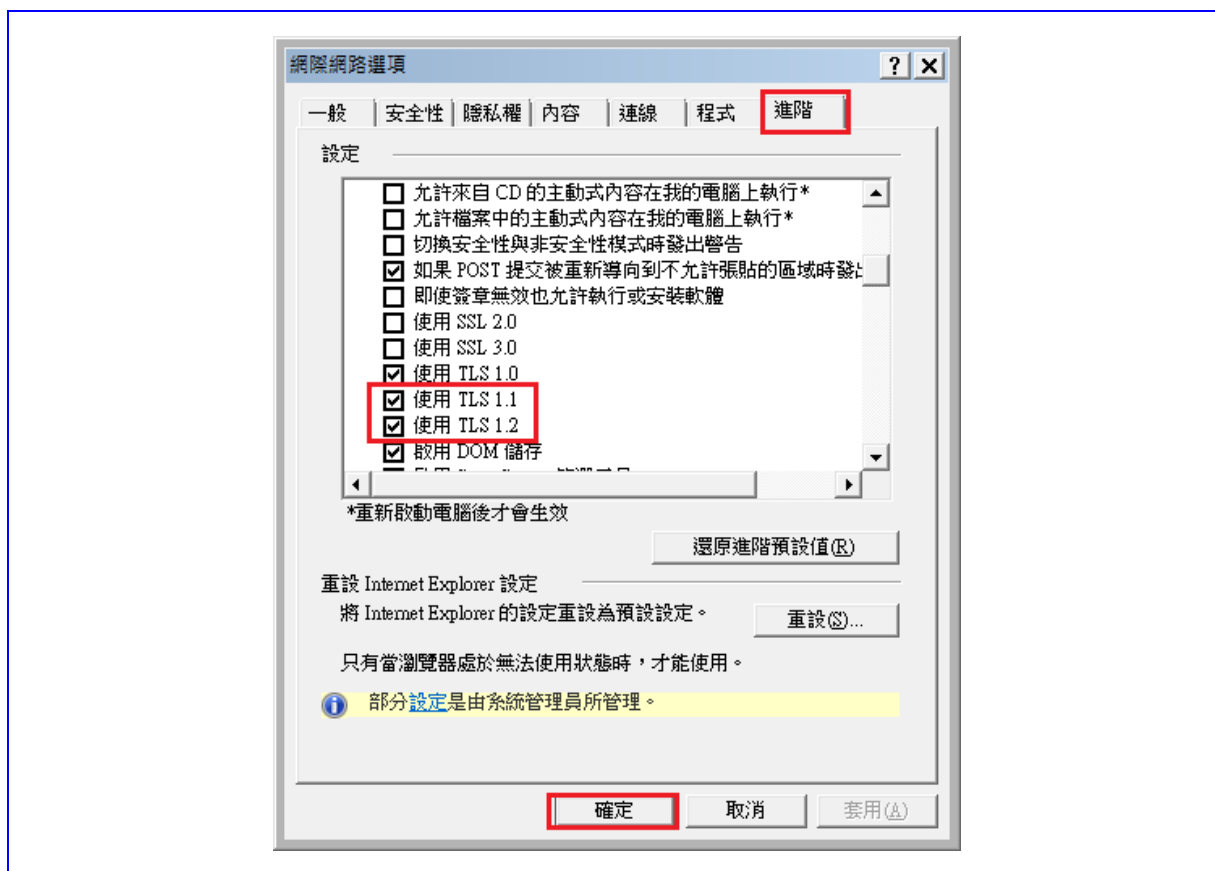 網際網路選項
一般 安全性 隱私權 內容 連線 程式 進階
設定
允許來自 CD 的主動式內容在我的電腦上執行*
允許檔案中的主動式內容在我的電腦上執行*
切換安全性與非安全性模式時發出警告
如果 POST 提交被重新導向到不允許張貼的區域時發
即使簽章無效也允許執行或安裝軟體
使用 SSL 2.0
使用 SSL 3.0
使用 TLS 1.0
使用 TLS 1.1
使用 TLS 1.2
啟用 DOM 儲存
*重新啟動電腦後才會生效
還原進階預設值(R)
重設 Internet Explorer 設定
將 Internet Explorer 的設定重設為預設設定。
重設(S)...
只有當瀏覽器處於無法使用狀態時，才能使用。
部分設定是由系統管理員所管理。
確定 取消 套用(A)